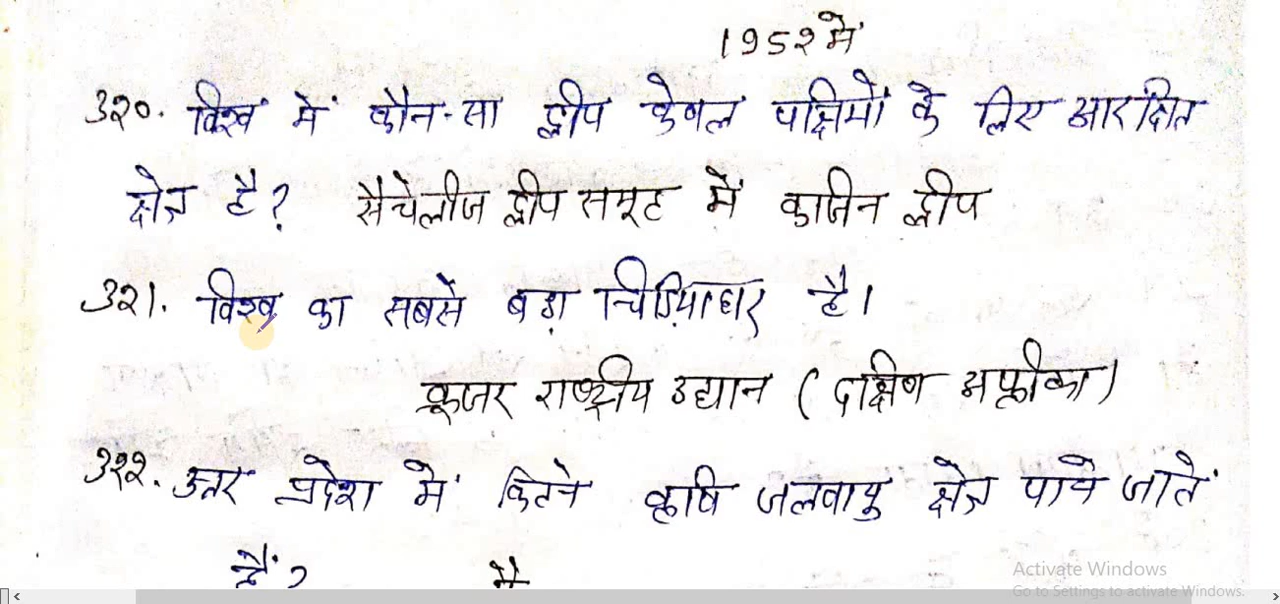 1952 में
320. विश्व में कौन-सा द्वीप केवल पक्षियों के लिए आरक्षित
क्षेत्र है? सैचेलीज द्वीप समूह में काजिन द्वीप
321. विश्व का सबसे बड़ा चिड़ियाघर है।
क्रूजर राष्ट्रीय उद्यान (दक्षिण अफ्रीका)
322. उत्तर प्रदेश में कितने कृषि जलवायु क्षेत्र पाये जाते
हैं?
Activate Windows
Go to Settings to activate Windows.